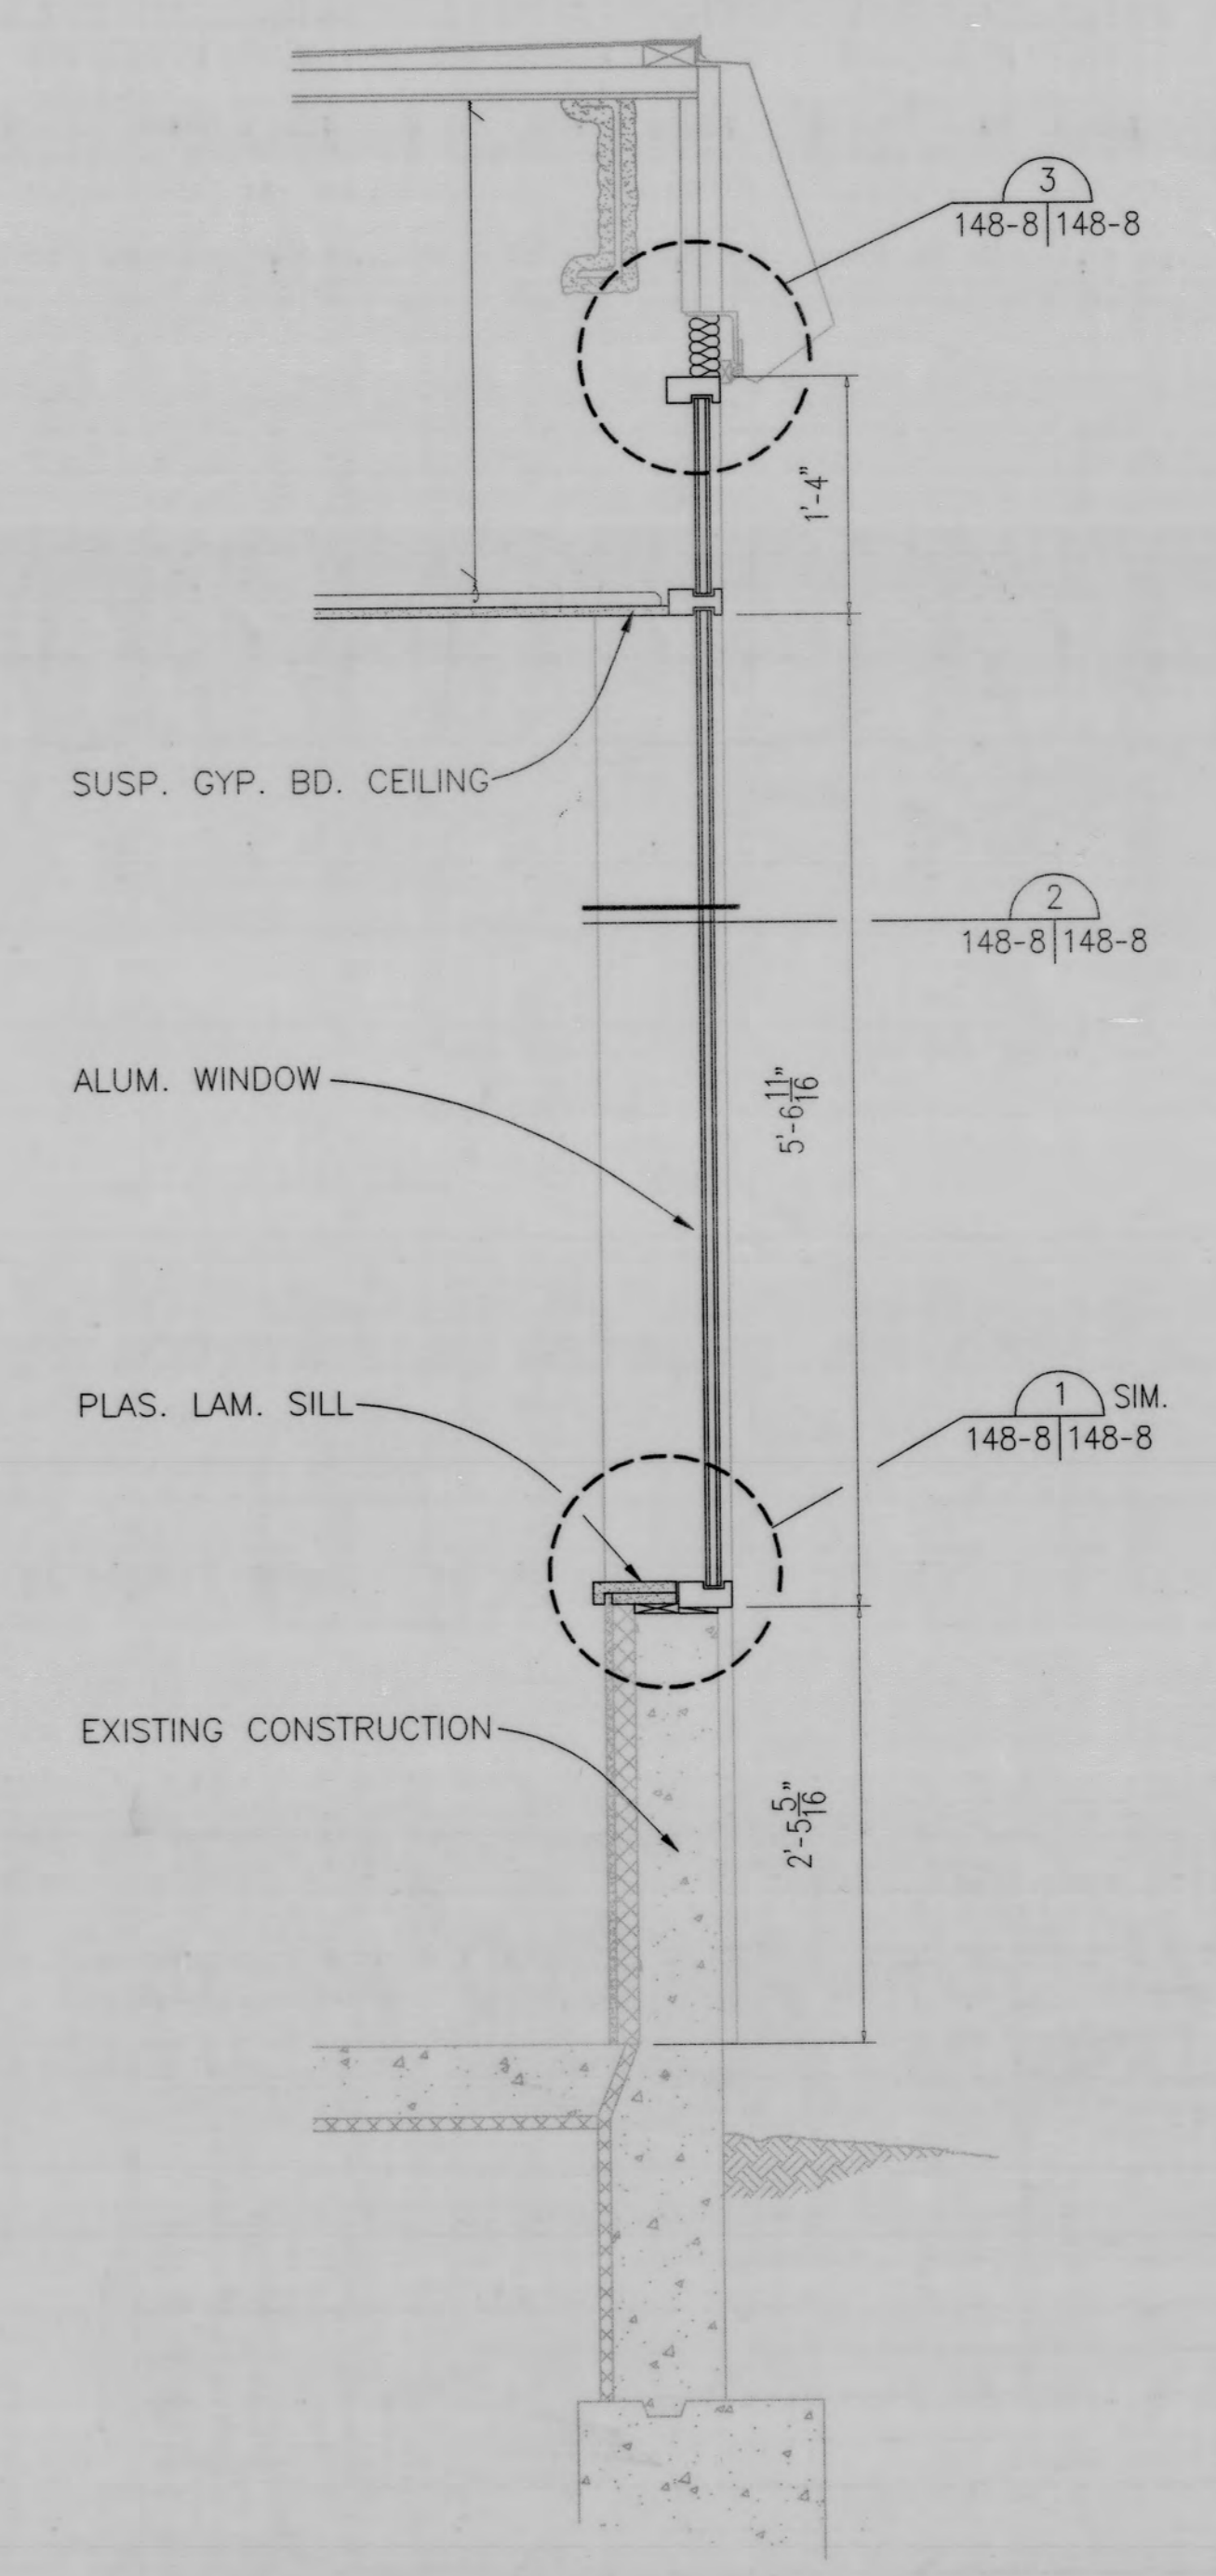 3
148-8|148-8
1'-4"
SUSP. GYP. BD. CEILING
2
148-8|148-8
ALUM. WINDOW
5'-6 11/16"
PLAS. LAM. SILL
1 SIM.
148-8|148-8
EXISTING CONSTRUCTION
2'-5 5/16"